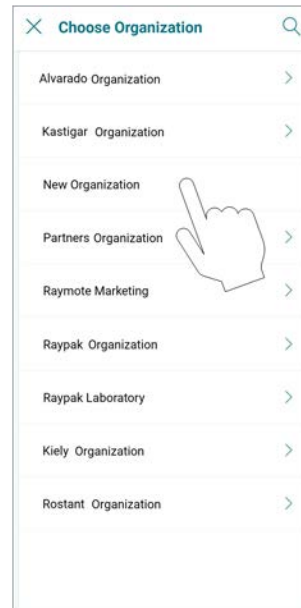 Choose Organization
Alvarado Organization
Kastigar Organization
New Organization
Partners Organization
Raymote Marketing
Raypak Organization
Raypak Laboratory
Kiely Organization
Rostant Organization